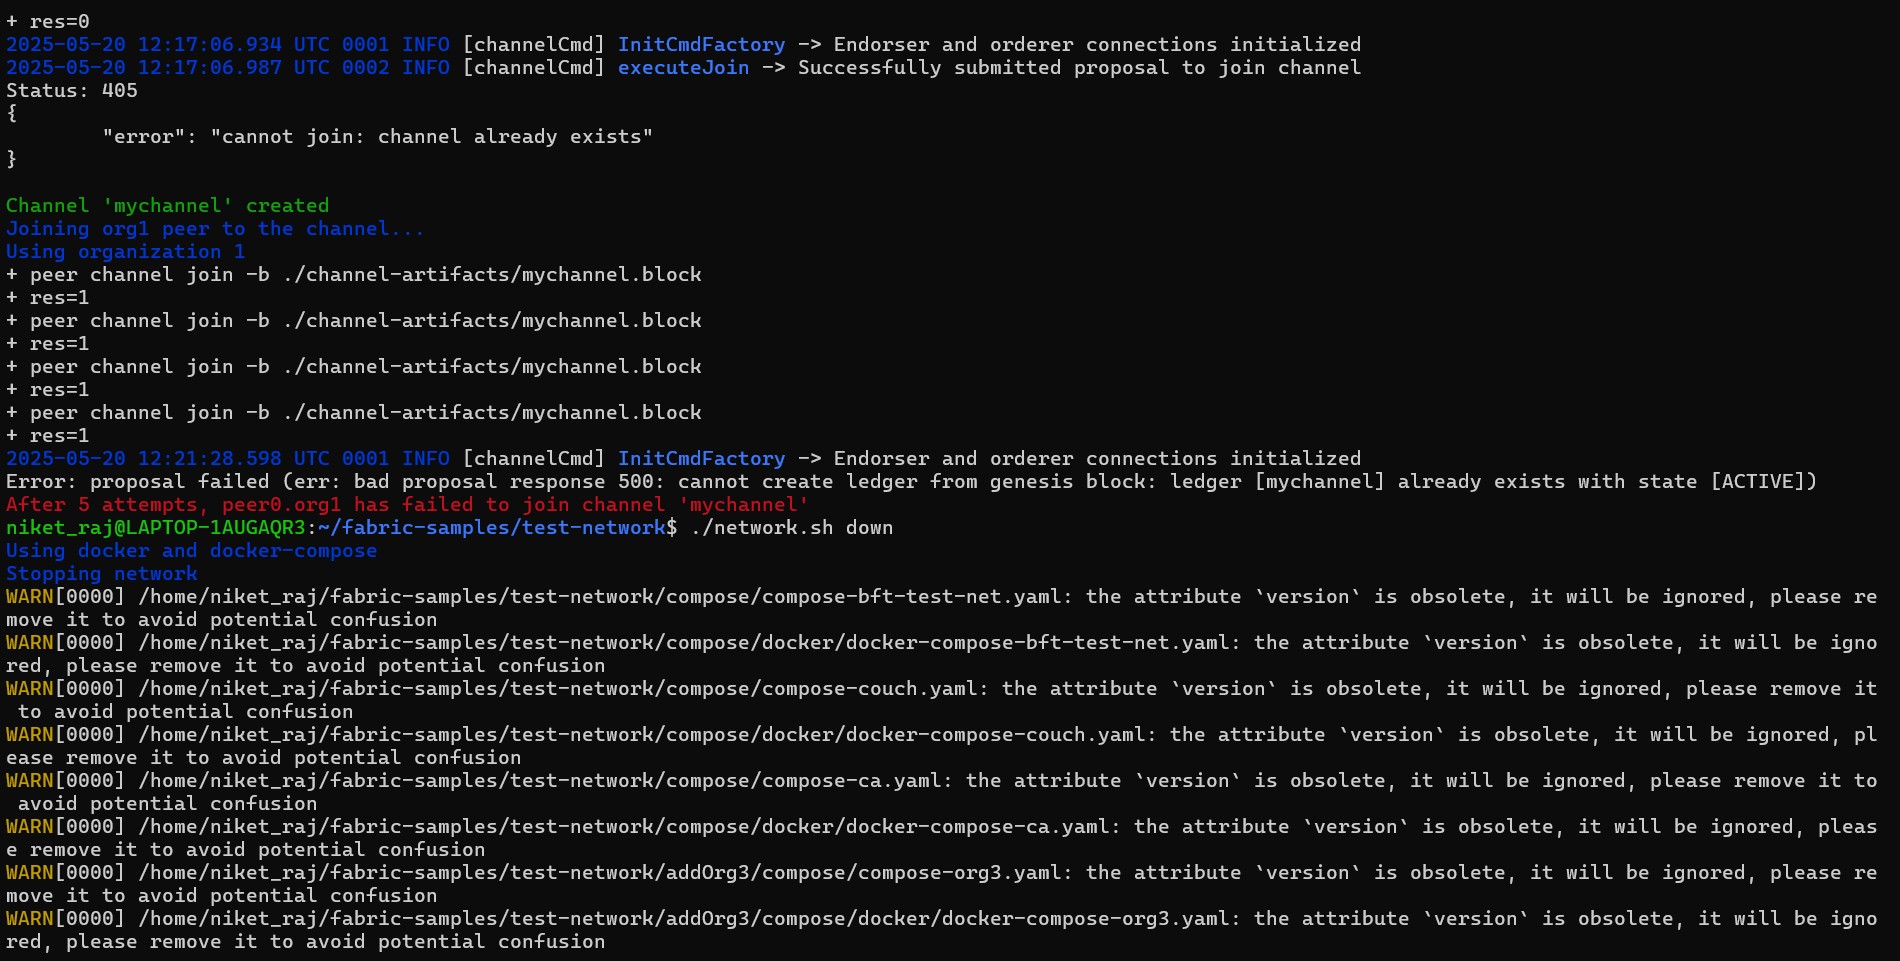 + res=0
2025-05-20 12:17:06.934 UTC 0001 INFO [channelCmd] InitCmdFactory -> Endorser and orderer connections initialized
2025-05-20 12:17:06.987 UTC 0002 INFO [channelCmd] executeJoin -> Successfully submitted proposal to join channel
Status: 405
{
        "error": "cannot join: channel already exists"
}

Channel 'mychannel' created
Joining org1 peer to the channel...
Using organization 1
+ peer channel join -b ./channel-artifacts/mychannel.block
+ res=1
+ peer channel join -b ./channel-artifacts/mychannel.block
+ res=1
+ peer channel join -b ./channel-artifacts/mychannel.block
+ res=1
+ peer channel join -b ./channel-artifacts/mychannel.block
+ res=1
2025-05-20 12:21:28.598 UTC 0001 INFO [channelCmd] InitCmdFactory -> Endorser and orderer connections initialized
Error: proposal failed (err: bad proposal response 500: cannot create ledger from genesis block: ledger [mychannel] already exists with state [ACTIVE])
After 5 attempts, peer0.org1 has failed to join channel 'mychannel'
niket_raj@LAPTOP-1AUGAQR3:~/fabric-samples/test-network$ ./network.sh down
Using docker and docker-compose
Stopping network
WARN[0000] /home/niket_raj/fabric-samples/test-network/compose/compose-bft-test-net.yaml: the attribute `version` is obsolete, it will be ignored, please re
move it to avoid potential confusion
WARN[0000] /home/niket_raj/fabric-samples/test-network/compose/docker/docker-compose-bft-test-net.yaml: the attribute `version` is obsolete, it will be igno
red, please remove it to avoid potential confusion
WARN[0000] /home/niket_raj/fabric-samples/test-network/compose/compose-couch.yaml: the attribute `version` is obsolete, it will be ignored, please remove it
 to avoid potential confusion
WARN[0000] /home/niket_raj/fabric-samples/test-network/compose/docker/docker-compose-couch.yaml: the attribute `version` is obsolete, it will be ignored, pl
ease remove it to avoid potential confusion
WARN[0000] /home/niket_raj/fabric-samples/test-network/compose/compose-ca.yaml: the attribute `version` is obsolete, it will be ignored, please remove it to
 avoid potential confusion
WARN[0000] /home/niket_raj/fabric-samples/test-network/compose/docker/docker-compose-ca.yaml: the attribute `version` is obsolete, it will be ignored, pleas
e remove it to avoid potential confusion
WARN[0000] /home/niket_raj/fabric-samples/test-network/addOrg3/compose/compose-org3.yaml: the attribute `version` is obsolete, it will be ignored, please re
move it to avoid potential confusion
WARN[0000] /home/niket_raj/fabric-samples/test-network/addOrg3/compose/docker/docker-compose-org3.yaml: the attribute `version` is obsolete, it will be igno
red, please remove it to avoid potential confusion